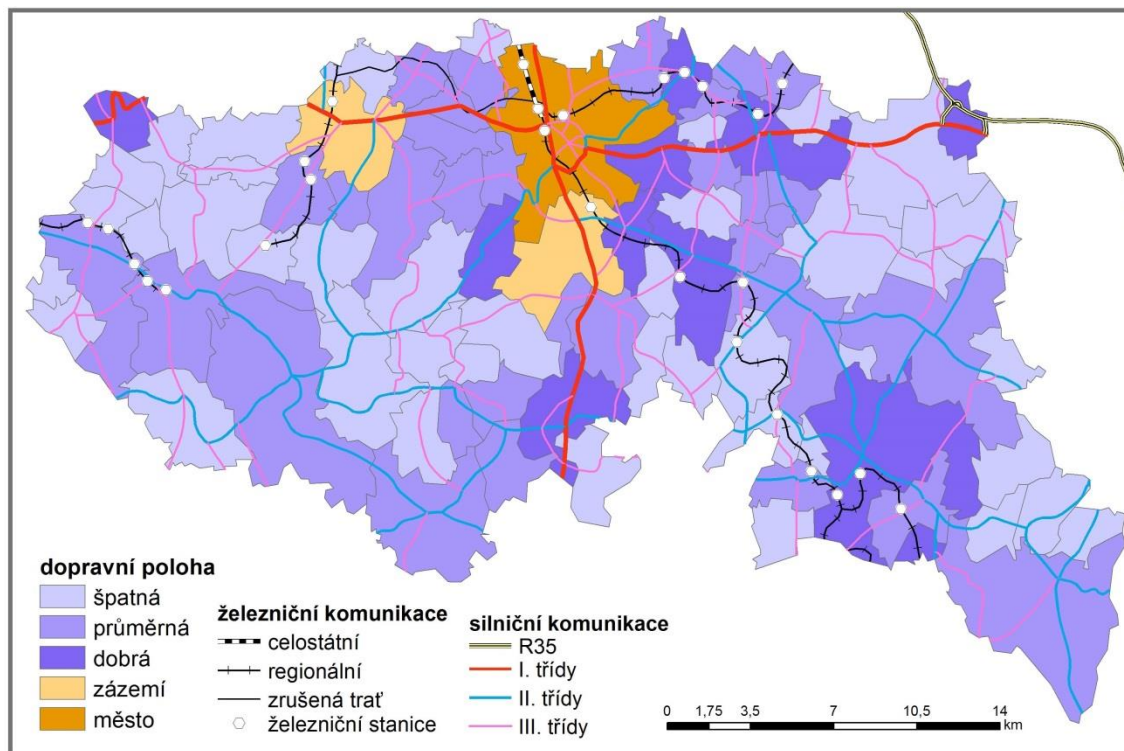 dopravní poloha
špatná
průměrná
dobrá
zázemí
město
železniční komunikace
celostátní
regionální
zrušená trať
železniční stanice
silniční komunikace
R35
I. třídy
II. třídy
III. třídy
0 1,75 3,5 7 10,5 14
km